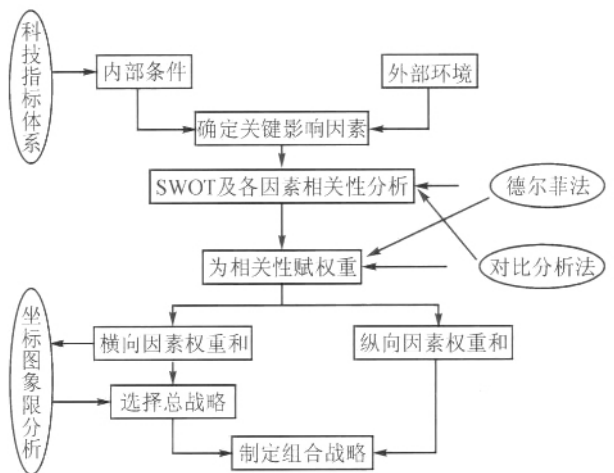 科技指标体系
内部条件
外部环境
确定关键影响因素
SWOT及各因素相关性分析
德尔菲法
为相关性赋权重
对比分析法
坐标图象限分析
横向因素权重和
纵向因素权重和
选择总战略
制定组合战略